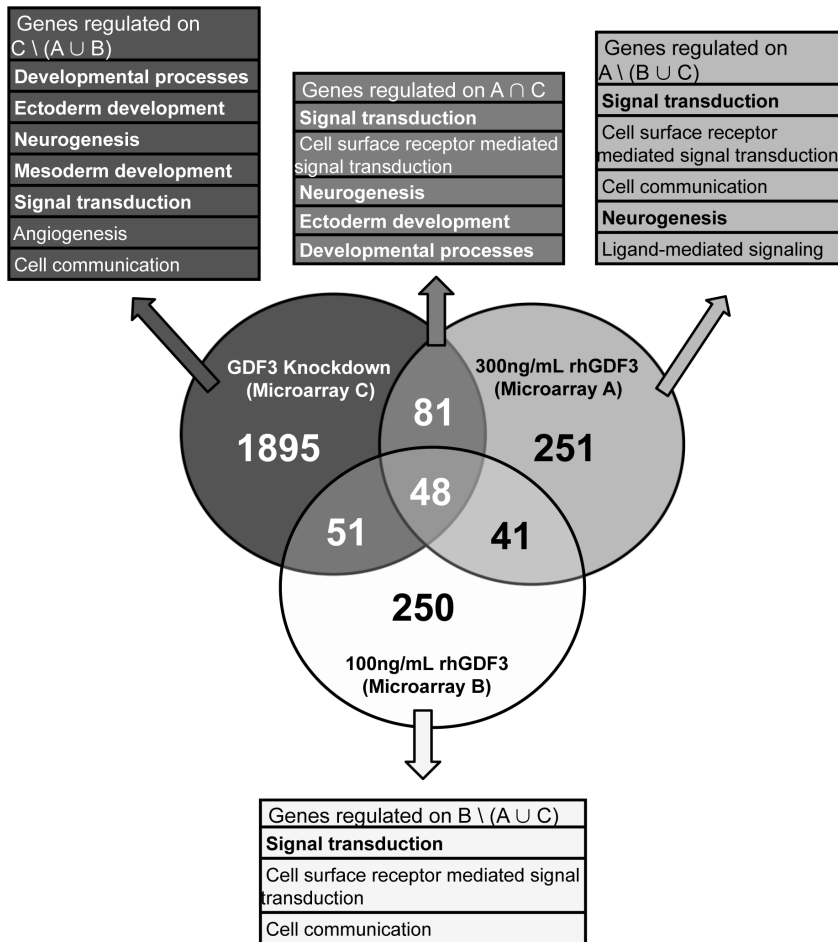 Genes regulated on
C \ (A ∪ B)
Developmental processes
Ectoderm development
Neurogenesis
Mesoderm development
Signal transduction
Angiogenesis
Cell communication
Genes regulated on A ∩ C
Signal transduction
Cell surface receptor mediated
signal transduction
Neurogenesis
Ectoderm development
Developmental processes
Genes regulated on
A \ (B ∪ C)
Signal transduction
Cell surface receptor
mediated signal transduction
Cell communication
Neurogenesis
Ligand-mediated signaling
GDF3 Knockdown
(Microarray C)
1895
81
300ng/mL rhGDF3
(Microarray A)
251
48
51
41
250
100ng/mL rhGDF3
(Microarray B)
Genes regulated on B \ (A ∪ C)
Signal transduction
Cell surface receptor mediated signal
transduction
Cell communication